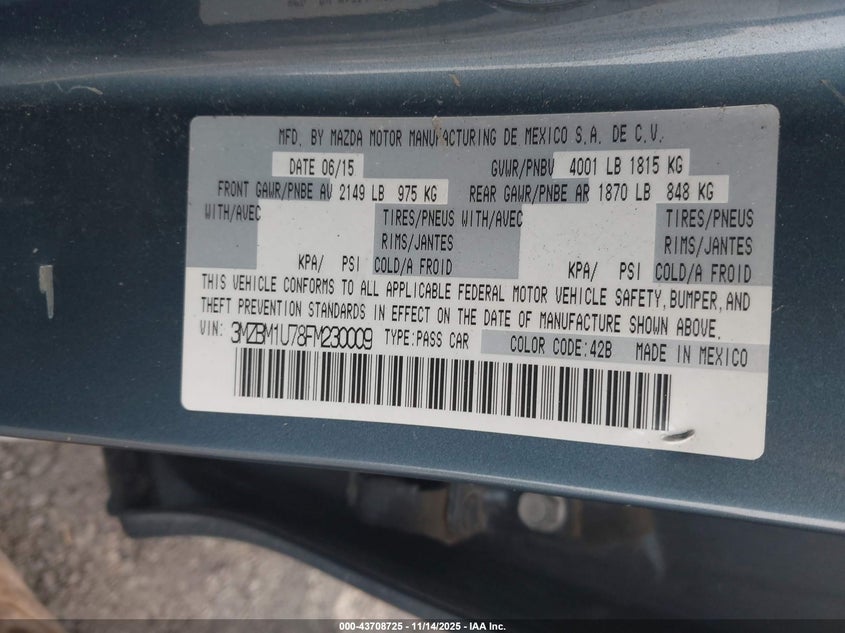 MFD. BY MAZDA MOTOR MANUFACTURING DE MEXICO S.A. DE C.V.
DATE 06/15 GVWR/PNBV 4001 LB 1815 KG
FRONT GAWR/PNBE AV 2149 LB 975 KG REAR GAWR/PNBE AR 1870 LB 848 KG
WITH/AVEC TIRES/PNEUS WITH/AVEC TIRES/PNEUS
RIMS/JANTES RIMS/JANTES
KPA/ PSI COLD/A FROID KPA/ PSI COLD/A FROID
THIS VEHICLE CONFORMS TO ALL APPLICABLE FEDERAL MOTOR VEHICLE SAFETY, BUMPER, AND
THEFT PREVENTION STANDARDS IN EFFECT ON THE DATE OF MANUFACTURE SHOWN ABOVE.
VIN: 3MZBM1U78FM230009 TYPE: PASS CAR COLOR CODE: 42B MADE IN MEXICO
000-43708725 - 11/14/2025 - IAA Inc.